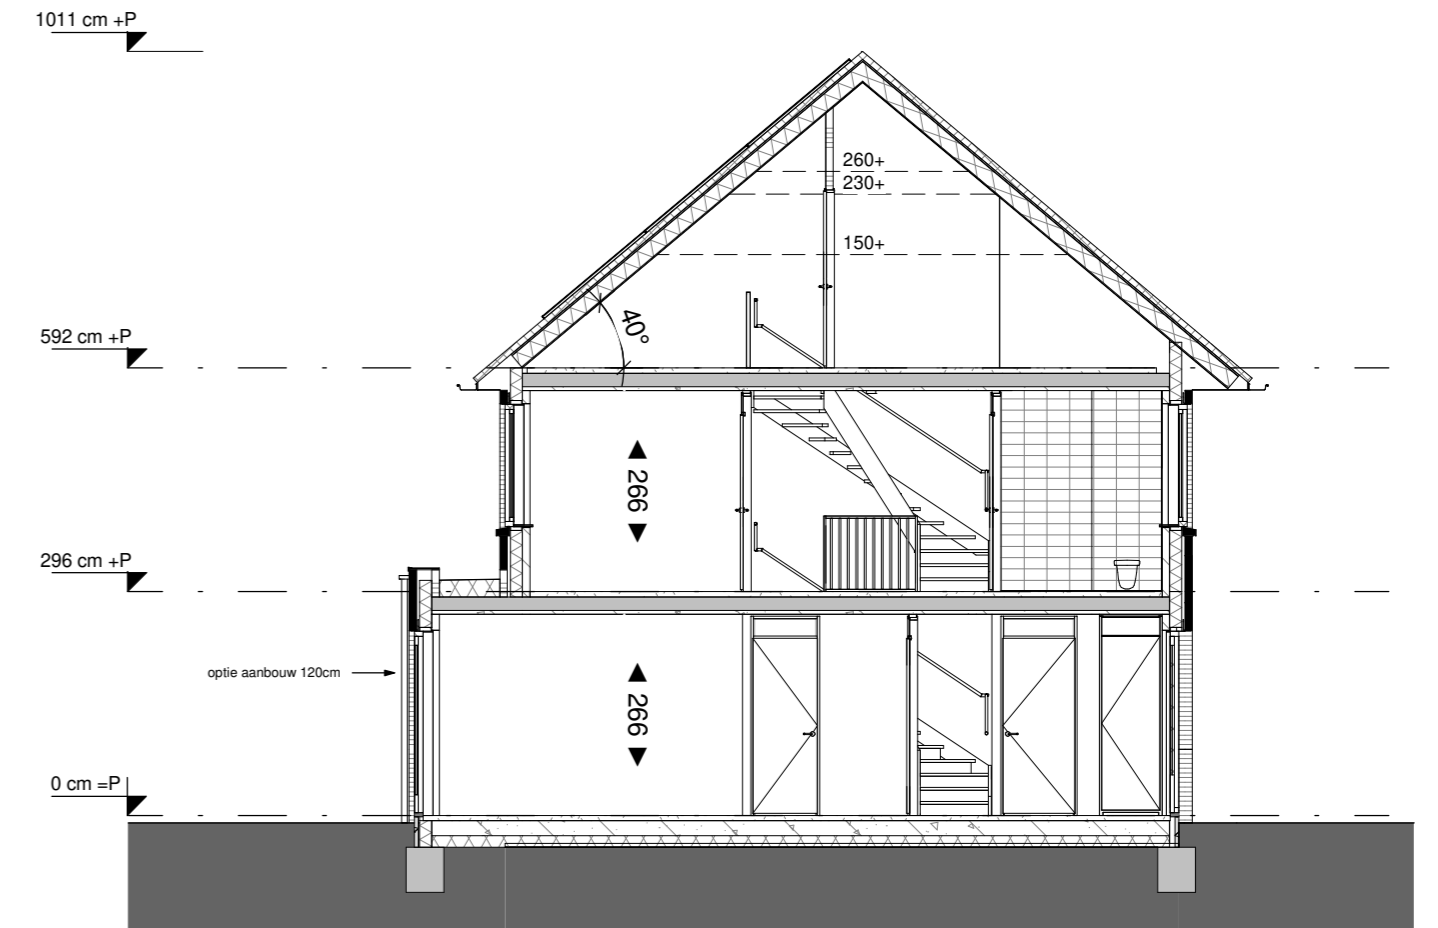 1011 cm +P
260+
230+
150+
40°
592 cm +P
266
296 cm +P
optie aanbouw 120cm
266
0 cm =P